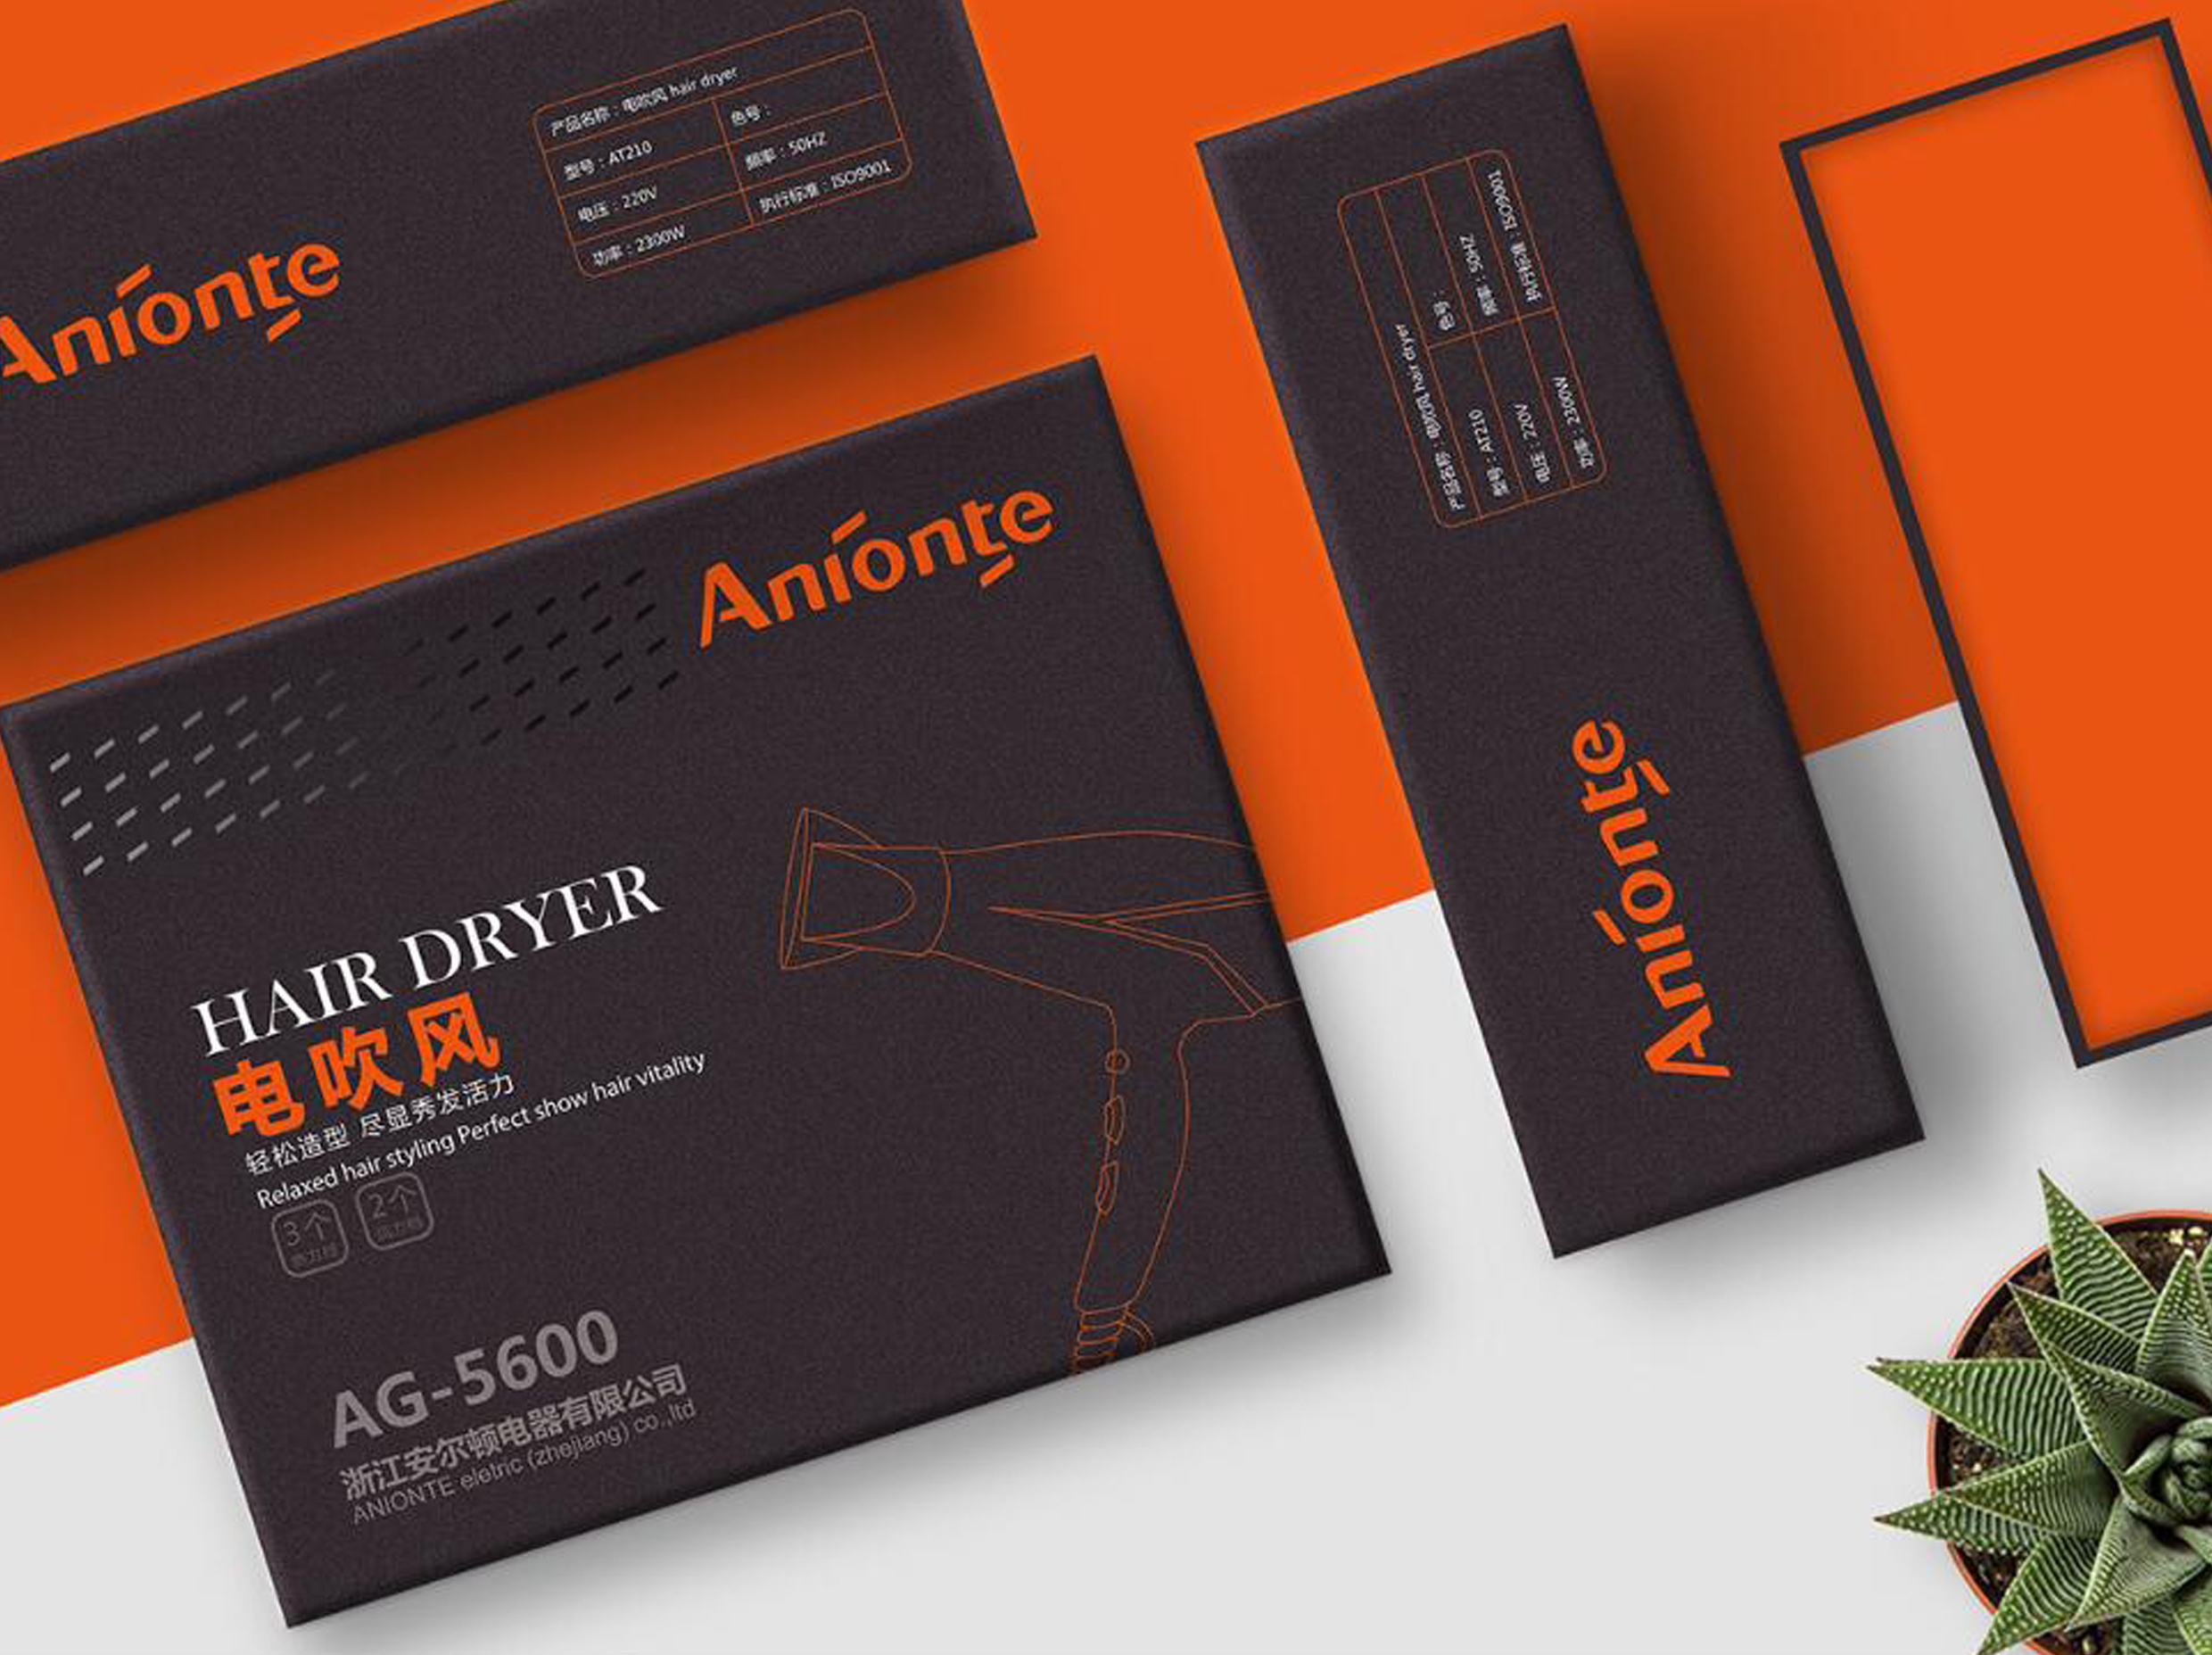 产品名称：电吹风 hair dryer
型号：AT210
色号：
电压：220V
频率：50HZ
功率：2300W
执行标准：ISO9001
Anionte
Anionte
HAIR DRYER
电吹风
轻松造型 尽显秀发活力
Relaxed hair styling Perfect show hair vitality
3个
2个
AG-5600
浙江安尔顿电器有限公司
ANIONTE eletric (zhejiang) co.,ltd
产品名称：电吹风 hair dryer
型号：AT210
色号：
电压：220V
频率：50HZ
功率：2300W
执行标准：ISO9001
Anionte